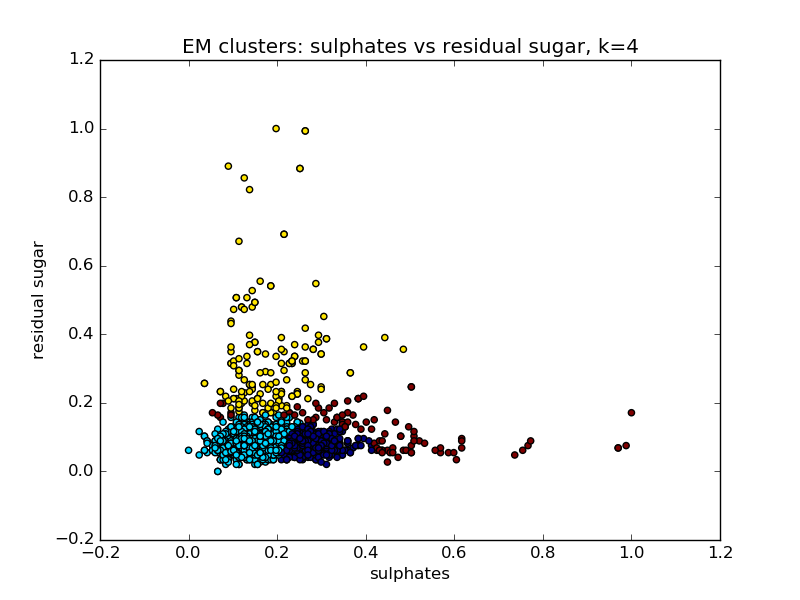 EM clusters: sulphates vs residual sugar, k=4
1.2
1.0
0.8
0.6
0.4
0.2
0.0
−0.2
residual sugar
−0.2 0.0 0.2 0.4 0.6 0.8 1.0 1.2
sulphates